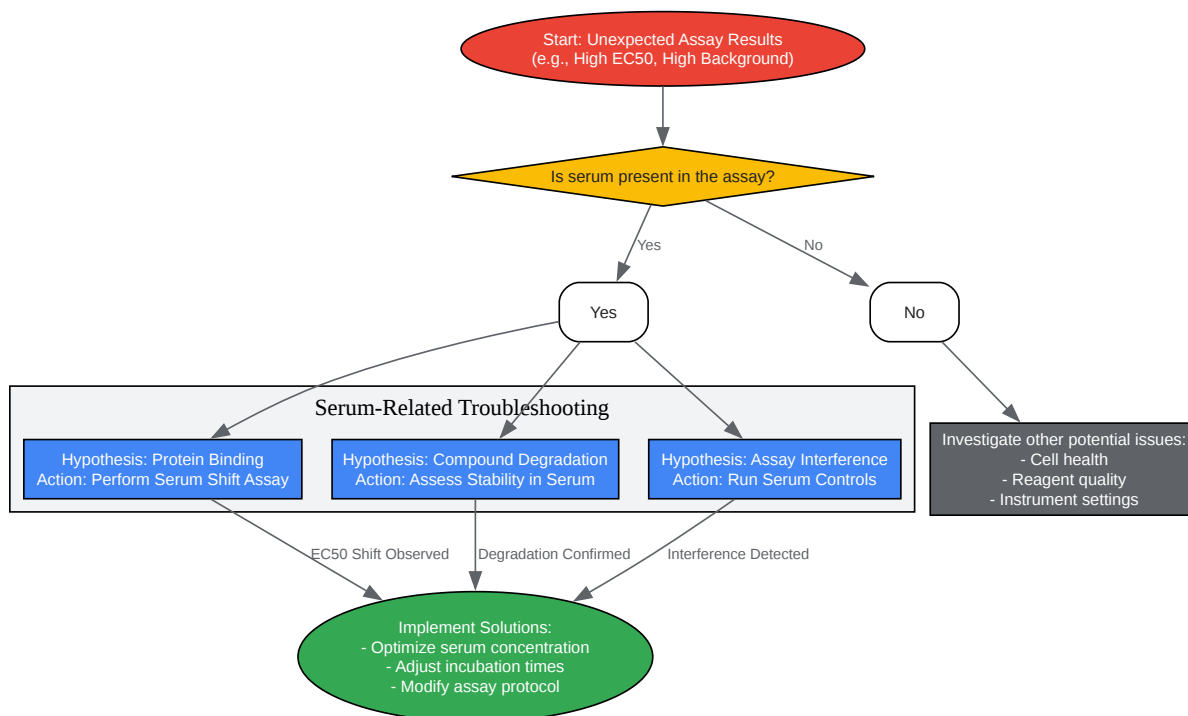 Start: Unexpected Assay Results
(e.g., High EC50, High Background)
Is serum present in the assay?
Yes
No
Yes
No
Serum-Related Troubleshooting
Hypothesis: Protein Binding
Action: Perform Serum Shift Assay
Hypothesis: Compound Degradation
Action: Assess Stability in Serum
Hypothesis: Assay Interference
Action: Run Serum Controls
Investigate other potential issues:
- Cell health
- Reagent quality
- Instrument settings
EC50 Shift Observed
Degradation Confirmed
Interference Detected
Implement Solutions:
- Optimize serum concentration
- Adjust incubation times
- Modify assay protocol